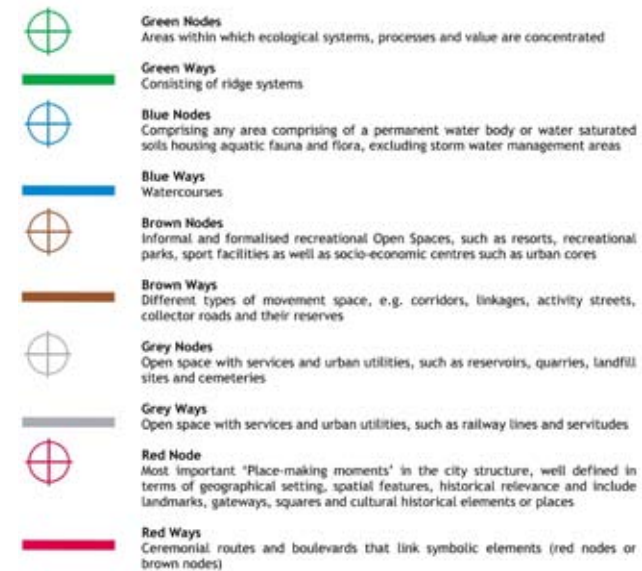 Green Nodes
Areas within which ecological systems, processes and value are concentrated
Green Ways
Consisting of ridge systems
Blue Nodes
Comprising any area comprising of a permanent water body or water saturated
soils housing aquatic fauna and flora, excluding storm water management areas
Blue Ways
Watercourses
Brown Nodes
Informal and formalised recreational Open Spaces, such as resorts, recreational
parks, sport facilities as well as socio-economic centres such as urban cores
Brown Ways
Different types of movement space, e.g. corridors, linkages, activity streets,
collector roads and their reserves
Grey Nodes
Open space with services and urban utilities, such as reservoirs, quarries, landfill
sites and cemeteries
Grey Ways
Open space with services and urban utilities, such as railway lines and servitudes
Red Node
Most important 'Place-making moments' in the city structure, well defined in
terms of geographical setting, spatial features, historical relevance and include
landmarks, gateways, squares and cultural historical elements or places
Red Ways
Ceremonial routes and boulevards that link symbolic elements (red nodes or
brown nodes)